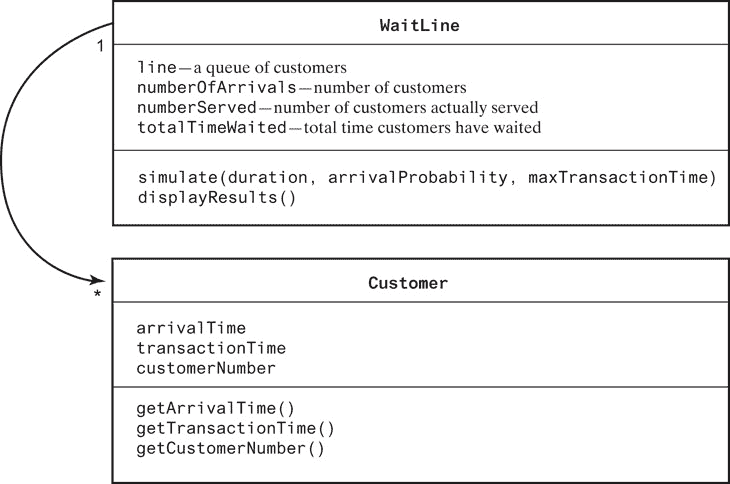 WaitLine
1
line—a queue of customers
numberOfArrivals—number of customers
numberServed—number of customers actually served
totalTimeWaited—total time customers have waited
simulate(duration, arrivalProbability, maxTransactionTime)
displayResults()
*
Customer
arrivalTime
transactionTime
customerNumber
getArrivalTime()
getTransactionTime()
getCustomerNumber()